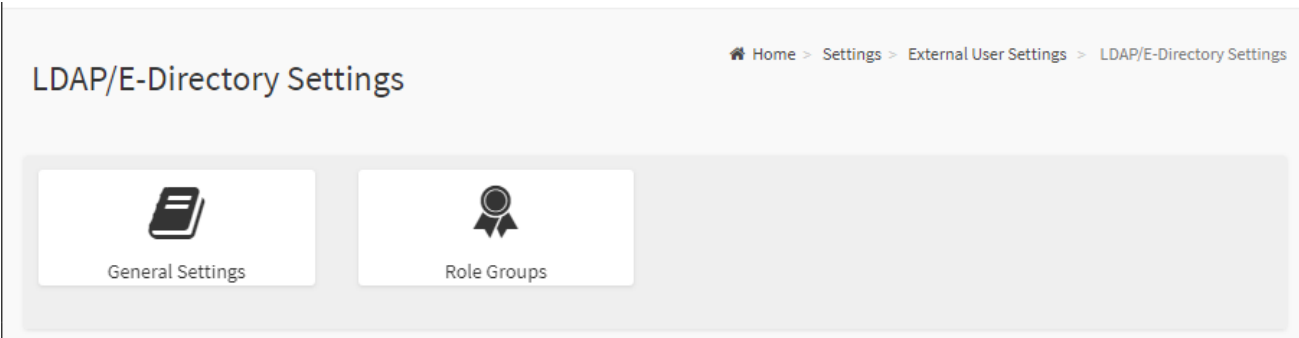 Home > Settings > External User Settings > LDAP/E-Directory Settings
LDAP/E-Directory Settings
General Settings
Role Groups